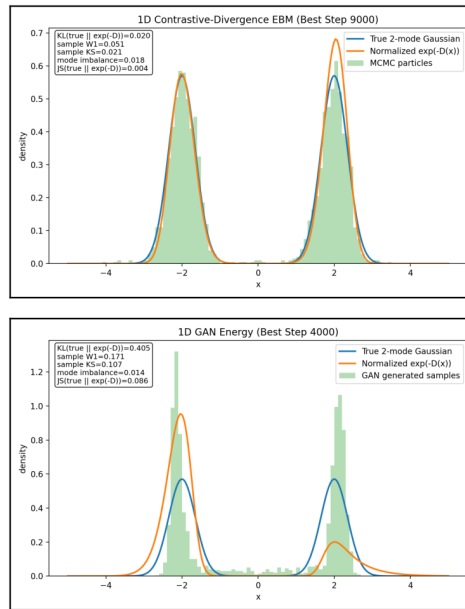 1D Contrastive-Divergence EBM (Best Step 9000)
KL(true || exp(-D))=0.020
sample W1=0.051
sample KS=0.021
mode imbalance=0.018
JS(true || exp(-D))=0.004
True 2-mode Gaussian
Normalized exp(-D(x))
MCMC particles
0.7
0.6
0.5
0.4
0.3
0.2
0.1
0.0
density
−4
−2
0
2
4
x
1D GAN Energy (Best Step 4000)
KL(true || exp(-D))=0.405
sample W1=0.171
sample KS=0.107
mode imbalance=0.014
JS(true || exp(-D))=0.086
True 2-mode Gaussian
Normalized exp(-D(x))
GAN generated samples
1.2
1.0
0.8
0.6
0.4
0.2
0.0
density
−4
−2
0
2
4
x